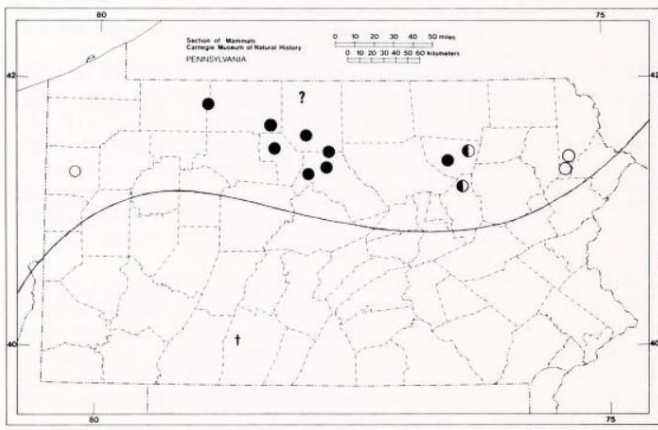 80
75
Section of Mammals
Carnegie Museum of Natural History
PENNSYLVANIA
0 10 20 30 40 50 miles
0 10 20 30 40 50 60 kilometers
42
42
?
†
40
40
80
75